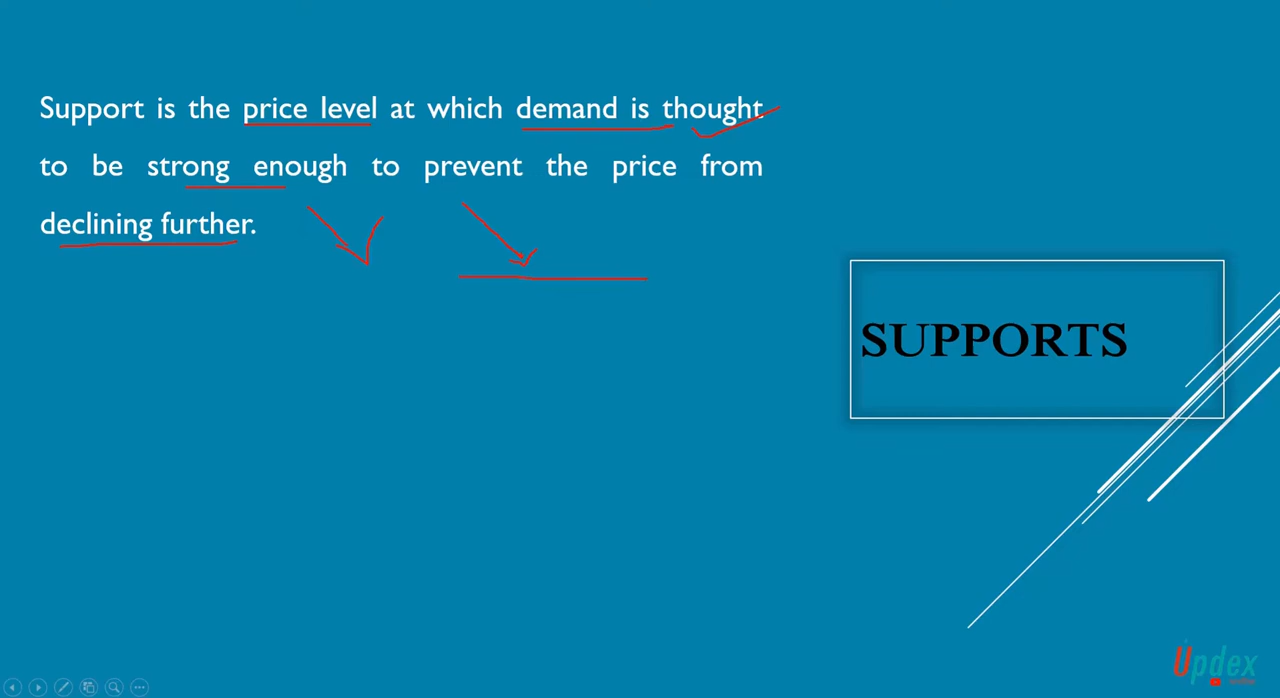 Support is the price level at which demand is thought
to be strong enough to prevent the price from
declining further.
SUPPORTS
Updex